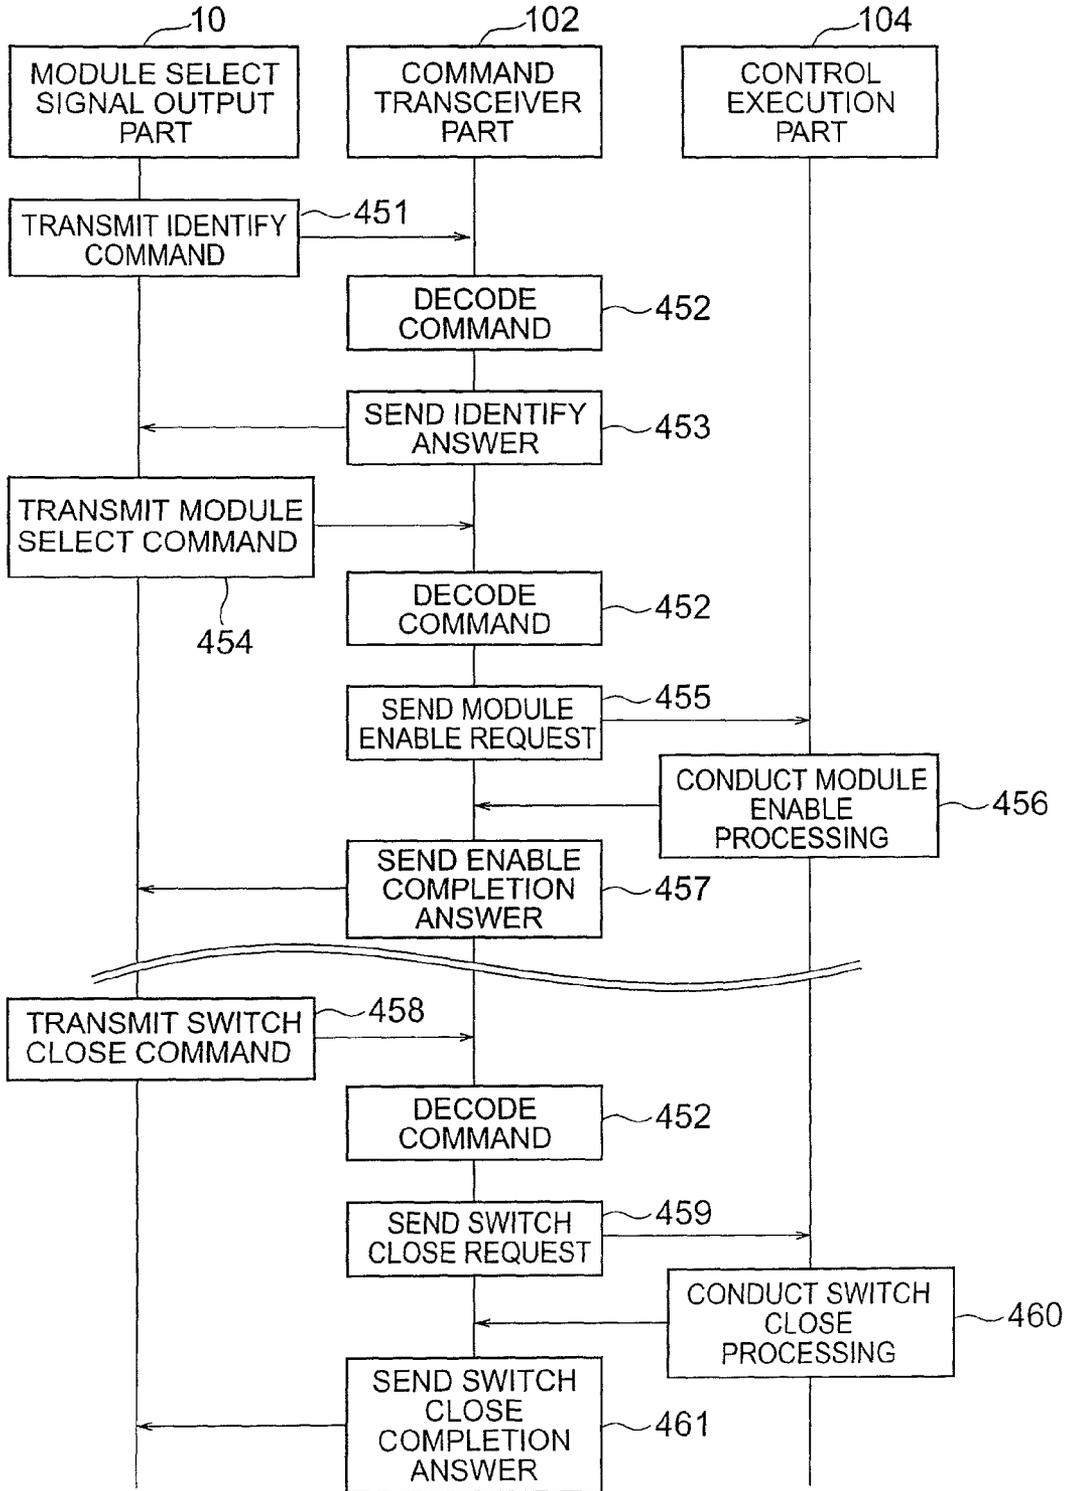 10
102
104
MODULE SELECT
SIGNAL OUTPUT
PART
COMMAND
TRANSCEIVER
PART
CONTROL
EXECUTION
PART
451
TRANSMIT IDENTIFY
COMMAND
DECODE
COMMAND
452
SEND IDENTIFY
ANSWER
453
TRANSMIT MODULE
SELECT COMMAND
454
DECODE
COMMAND
452
SEND MODULE
ENABLE REQUEST
455
CONDUCT MODULE
ENABLE
PROCESSING
456
SEND ENABLE
COMPLETION
ANSWER
457
TRANSMIT SWITCH
CLOSE COMMAND
458
DECODE
COMMAND
452
SEND SWITCH
CLOSE REQUEST
459
CONDUCT SWITCH
CLOSE
PROCESSING
460
SEND SWITCH
CLOSE
COMPLETION
ANSWER
461